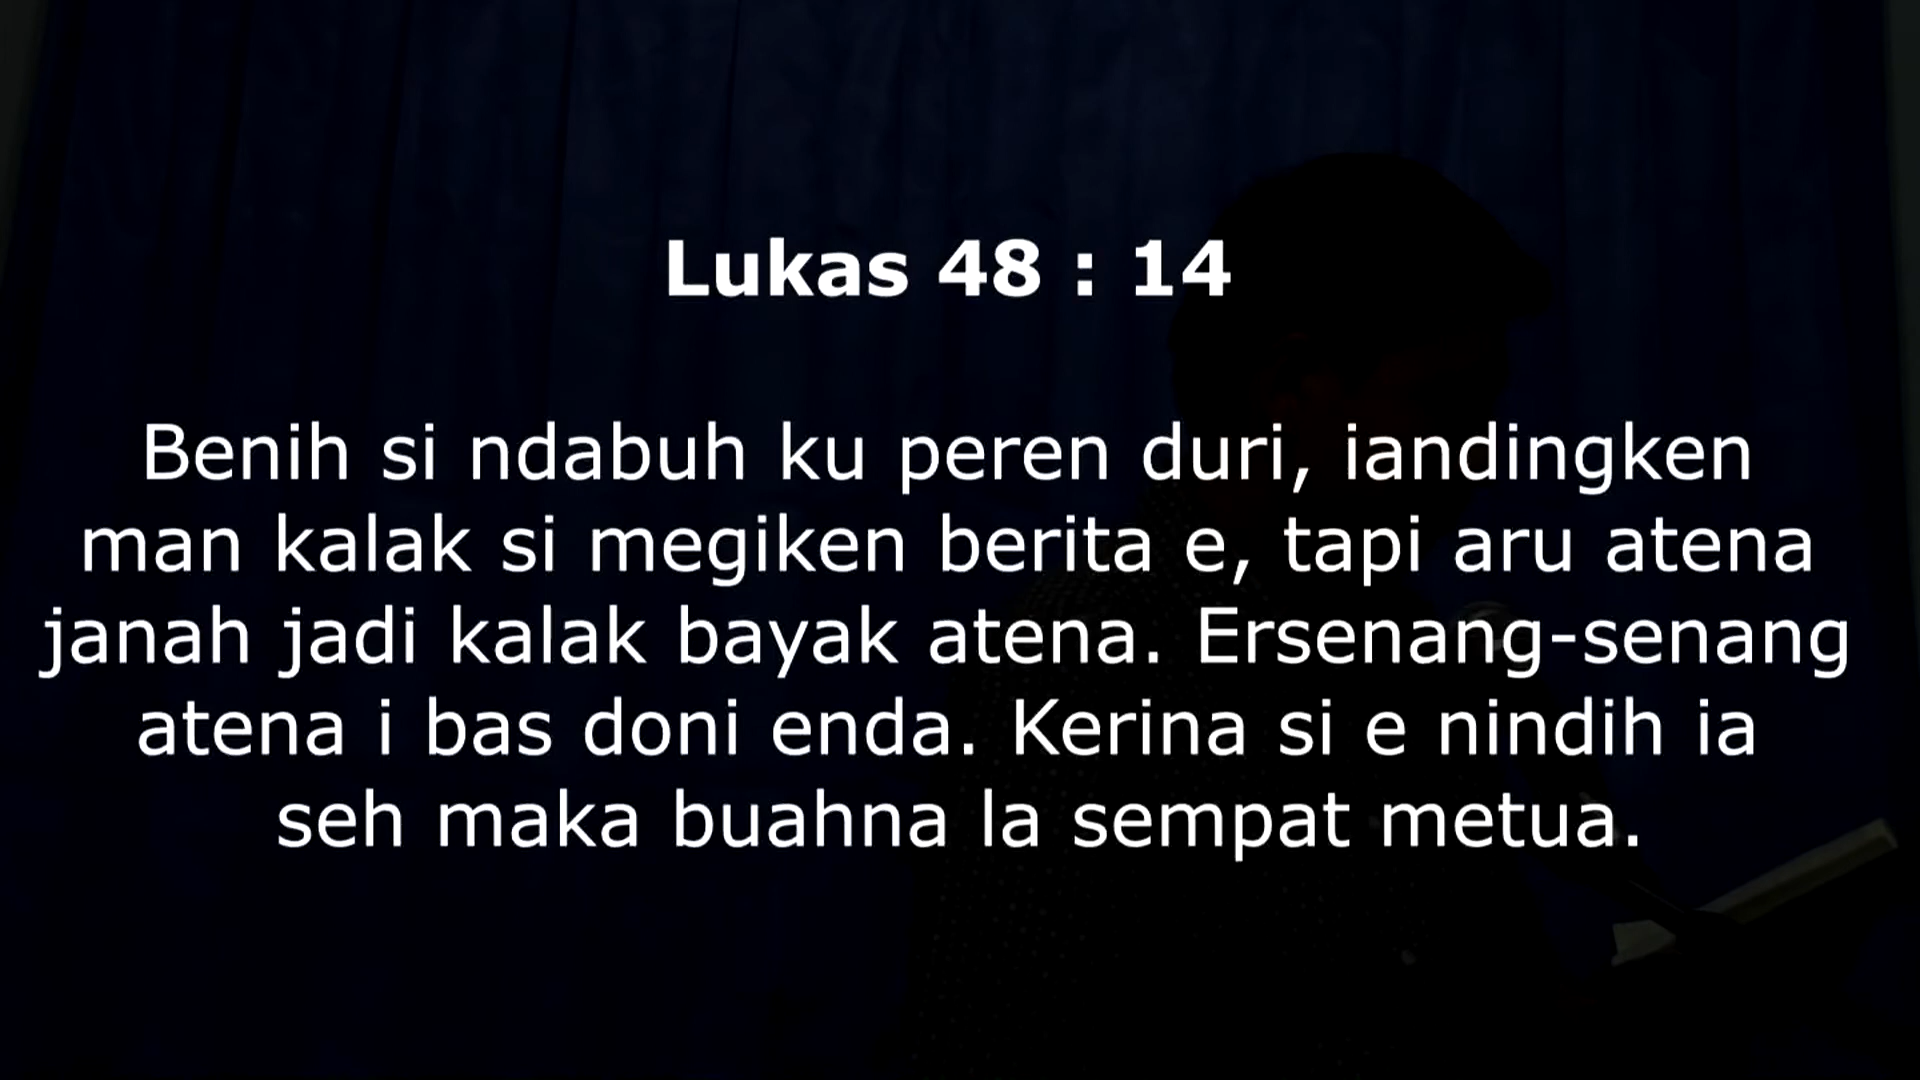 Lukas 48 : 14
Benih si ndabuh ku peren duri, iandingken
man kalak si megiken berita e, tapi aru atena
janah jadi kalak bayak atena. Ersenang-senang
atena i bas doni enda. Kerina si e nindih ia
seh maka buahna la sempat metua.